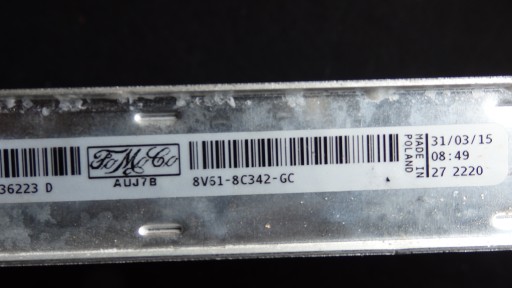 36223 D
FoMoCo
AUJ7B
8V61-8C342-GC
MADE IN
POLAND
31/03/15
08:49
27 2220